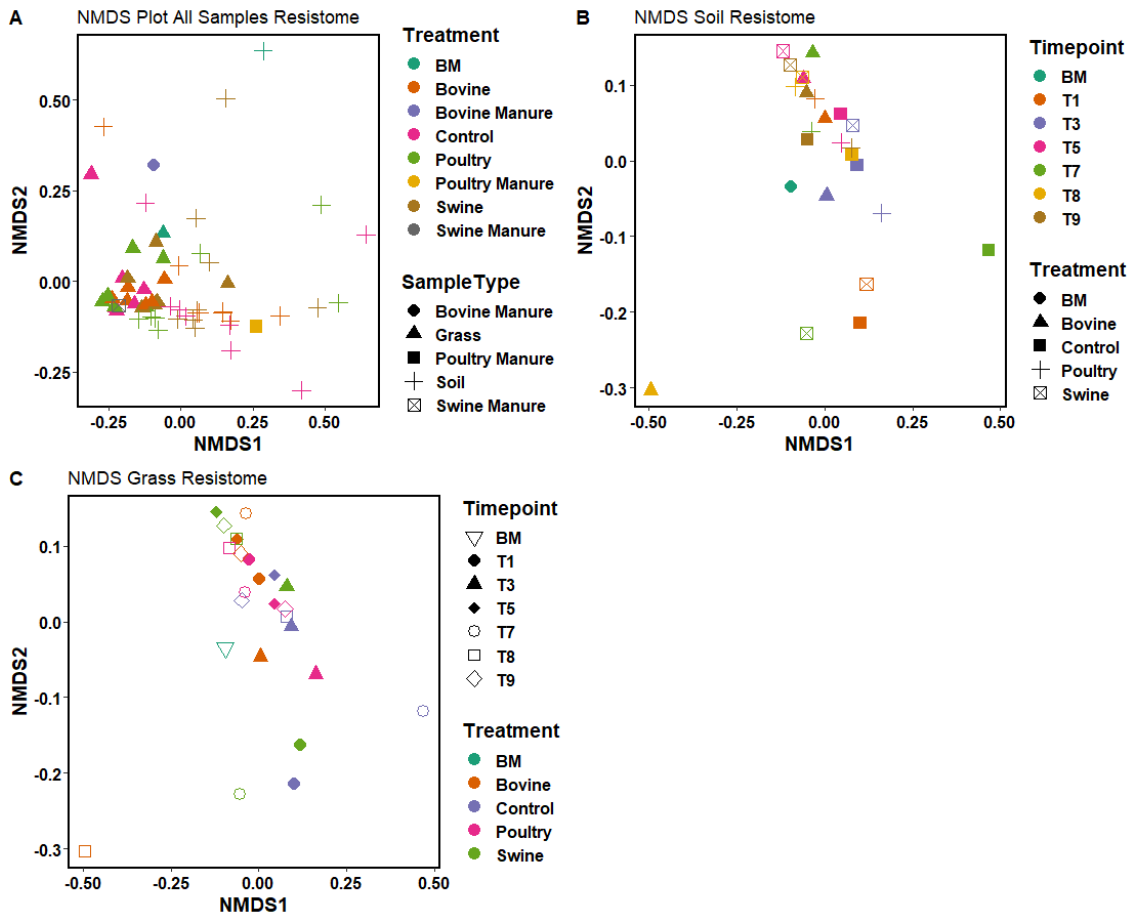 A
NMDS Plot All Samples Resistome
0.50
0.25
0.00
-0.25
NMDS2
-0.25
0.00
0.25
0.50
NMDS1
Treatment
BM
Bovine
Bovine Manure
Control
Poultry
Poultry Manure
Swine
Swine Manure
SampleType
Bovine Manure
Grass
Poultry Manure
Soil
Swine Manure
B
NMDS Soil Resistome
0.1
0.0
-0.1
-0.2
-0.3
NMDS2
-0.50
-0.25
0.00
0.25
0.50
NMDS1
Timepoint
BM
T1
T3
T5
T7
T8
T9
Treatment
BM
Bovine
Control
Poultry
Swine
C
NMDS Grass Resistome
0.1
0.0
-0.1
-0.2
-0.3
NMDS2
-0.50
-0.25
0.00
0.25
0.50
NMDS1
Timepoint
BM
T1
T3
T5
T7
T8
T9
Treatment
BM
Bovine
Control
Poultry
Swine